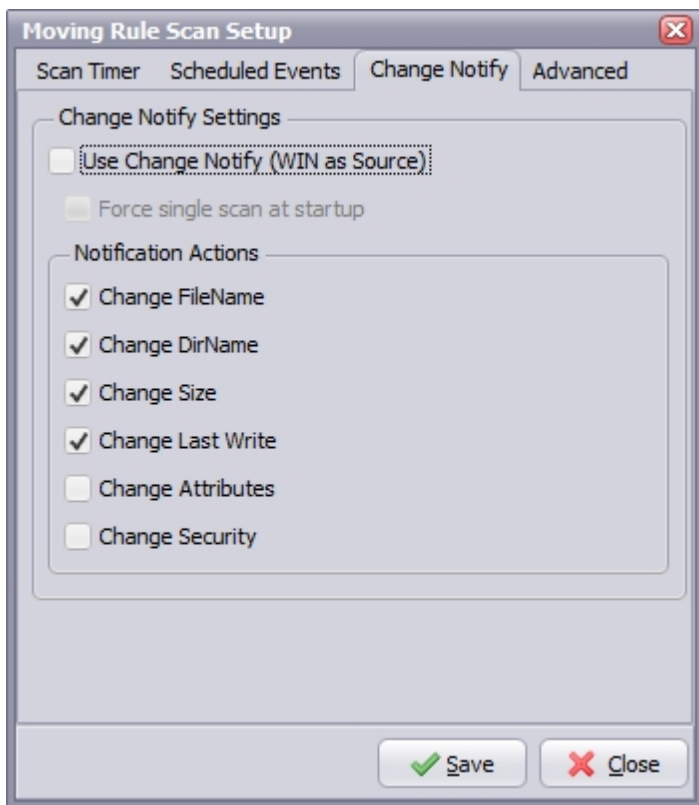 Moving Rule Scan Setup
Scan Timer Scheduled Events Change Notify Advanced
Change Notify Settings
Use Change Notify (WIN as Source)
Force single scan at startup
Notification Actions
Change FileName
Change DirName
Change Size
Change Last Write
Change Attributes
Change Security
Save Close